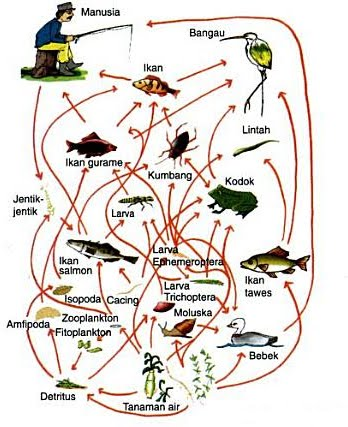 Manusia
Bangau
Ikan
Lintah
Ikan gurame
Kumbang
Kodok
Jentik-
jentik
Larva
Ikan
salmon
Larva
Ephemeroptera
Larva
Trichoptera
Ikan
tawes
Isopoda
Cacing
Moluska
Amfipoda
Zooplankton
Fitoplankton
Bebek
Detritus
Tanaman air